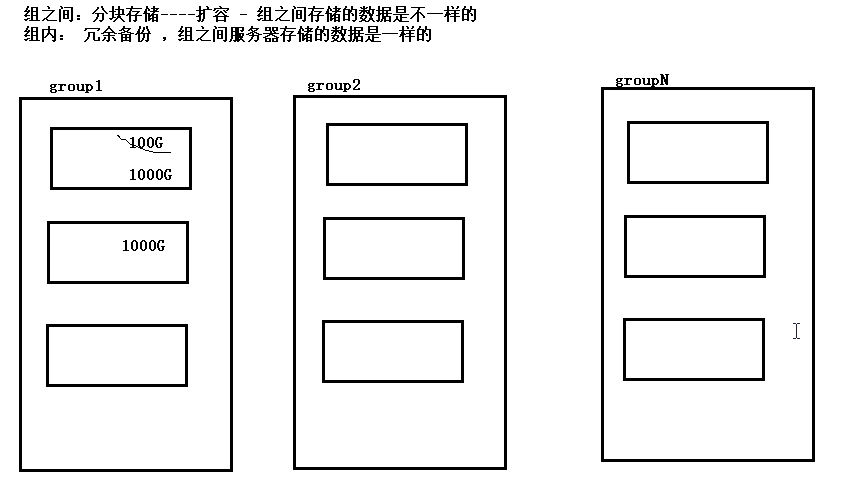 组之间：分块存储----扩容 - 组之间存储的数据是不一样的
组内： 冗余备份 ，组之间服务器存储的数据是一样的
group1
group2
groupN
100G
1000G
1000G